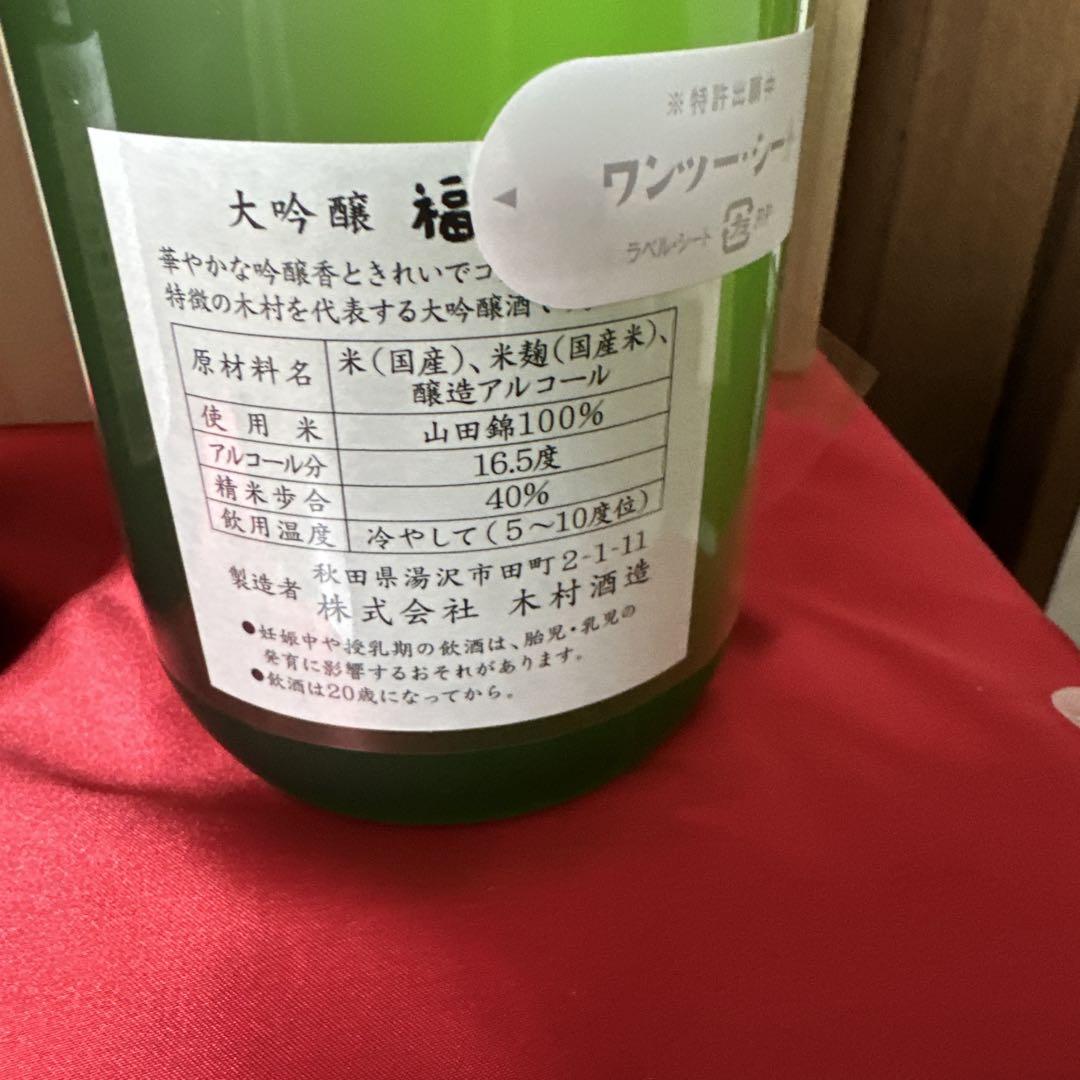 ※特許出願中
ワンツー・シート
ラベル・シート
大吟醸 福
華やかな吟醸香ときれいでコ
特徴の木村を代表する大吟醸酒
原材料名 米(国産)、米麹(国産米)、
醸造アルコール
使用米 山田錦100%
アルコール分 16.5度
精米歩合 40%
飲用温度 冷やして(5〜10度位)
製造者 秋田県湯沢市田町2-1-11
株式会社 木村酒造
●妊娠中や授乳期の飲酒は、胎児・乳児の
発育に影響するおそれがあります。
●飲酒は20歳になってから。